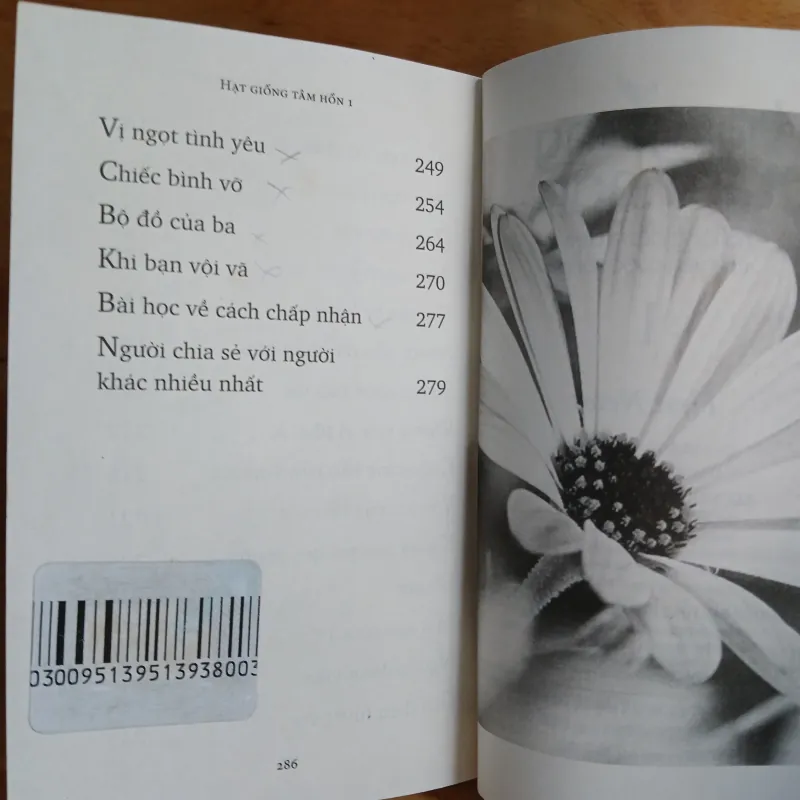 Hạt giống tâm hồn 1
Vị ngọt tình yêu 249
Chiếc bình vỡ 254
Bộ đồ của ba 264
Khi bạn vội vã 270
Bài học về cách chấp nhận 277
Người chia sẻ với người
khác nhiều nhất 279
03009513951393800
286